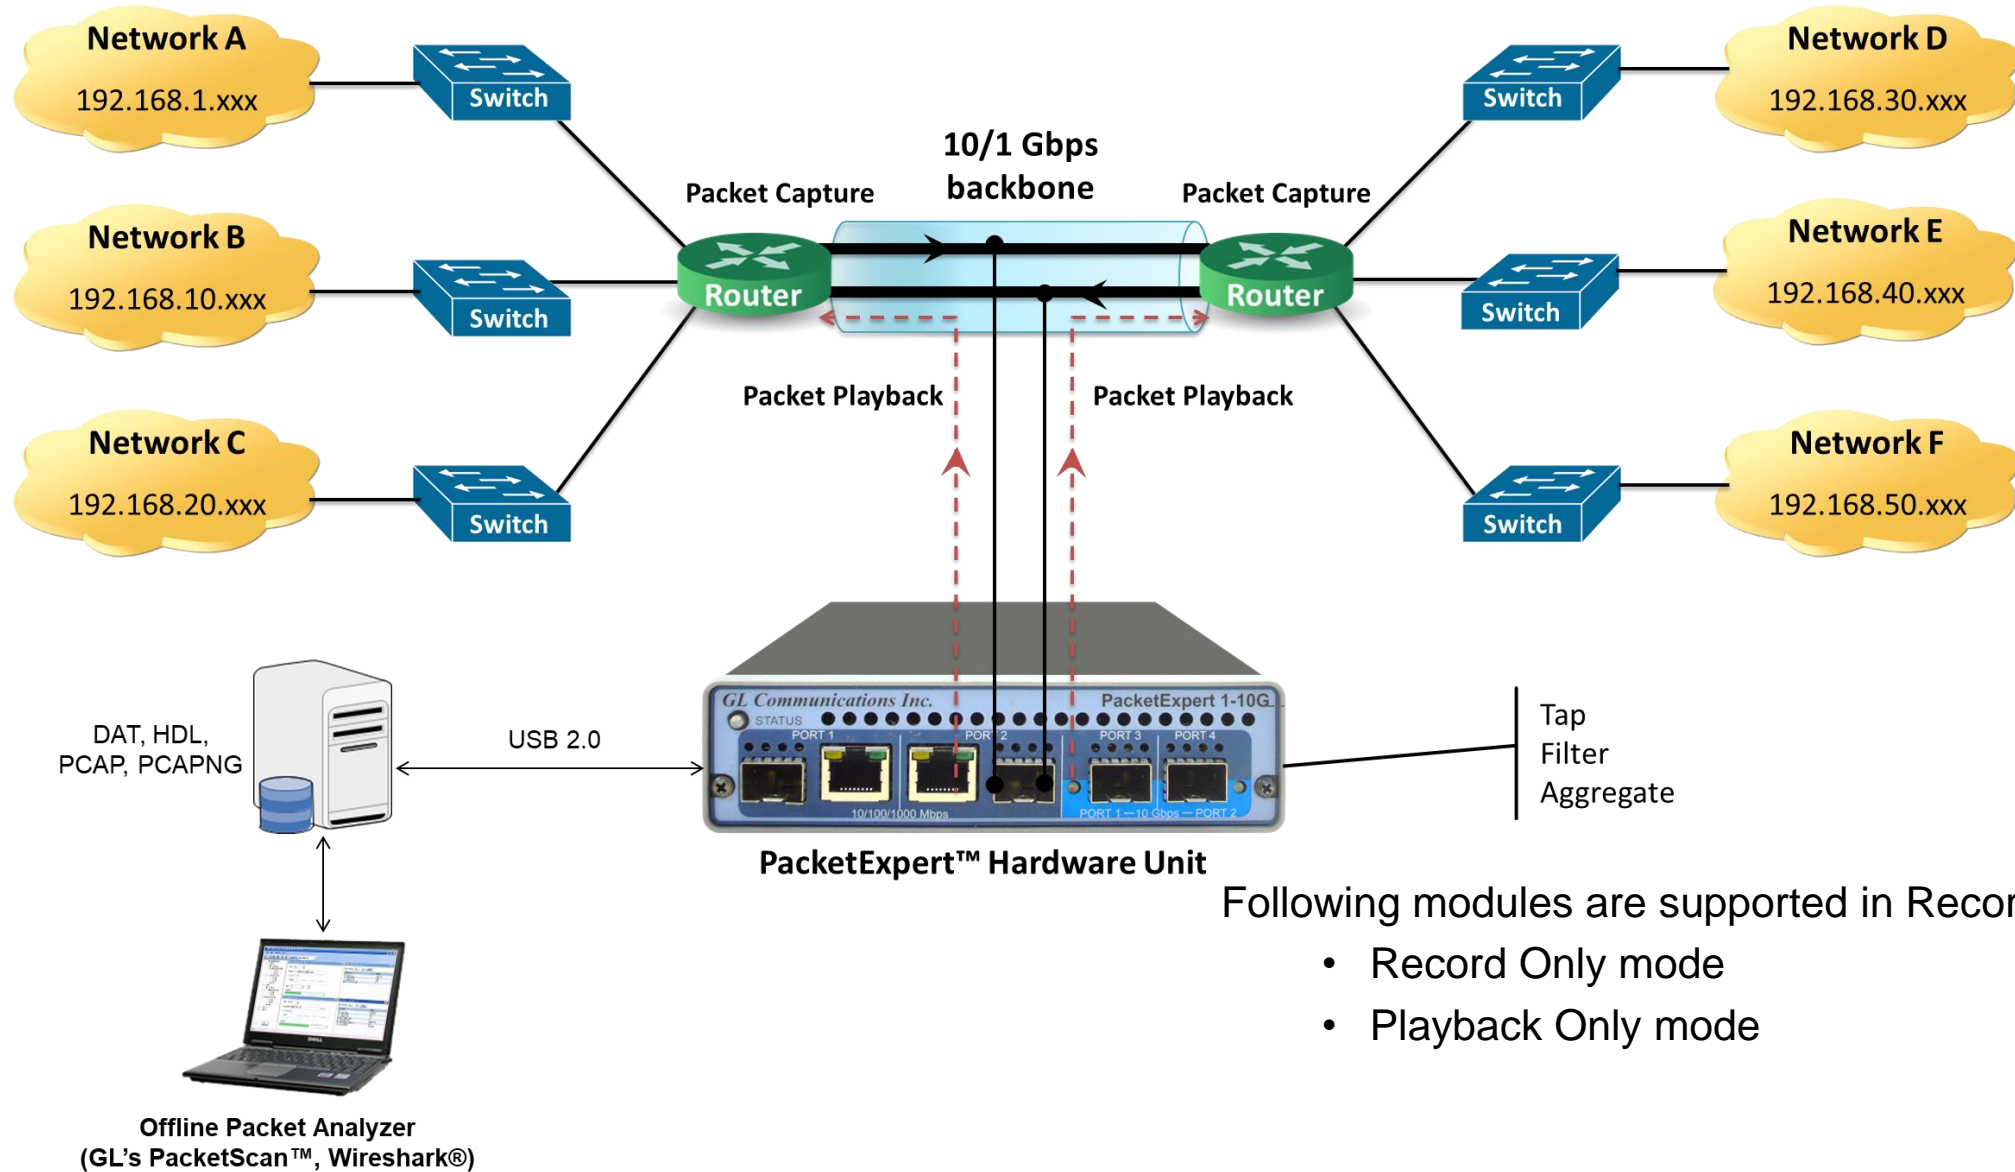 Network A
192.168.1.xxx
Switch
Network D
192.168.30.xxx
Switch
10/1 Gbps
backbone
Packet Capture
Packet Capture
Network B
192.168.10.xxx
Switch
Router
Router
Network E
192.168.40.xxx
Switch
Packet Playback
Packet Playback
Network C
192.168.20.xxx
Switch
Network F
192.168.50.xxx
Switch
DAT, HDL,
PCAP, PCAPNG
USB 2.0
GL Communications Inc.
PacketExpert 1-10G
STATUS
PORT 1
PORT 2
PORT 3
PORT 4
10/100/1000 Mbps
PORT 1 — 10 Gbps — PORT 2
Tap
Filter
Aggregate
PacketExpert™ Hardware Unit
Following modules are supported in Recor
• Record Only mode
• Playback Only mode
DELL
Offline Packet Analyzer
(GL's PacketScan™, Wireshark®)